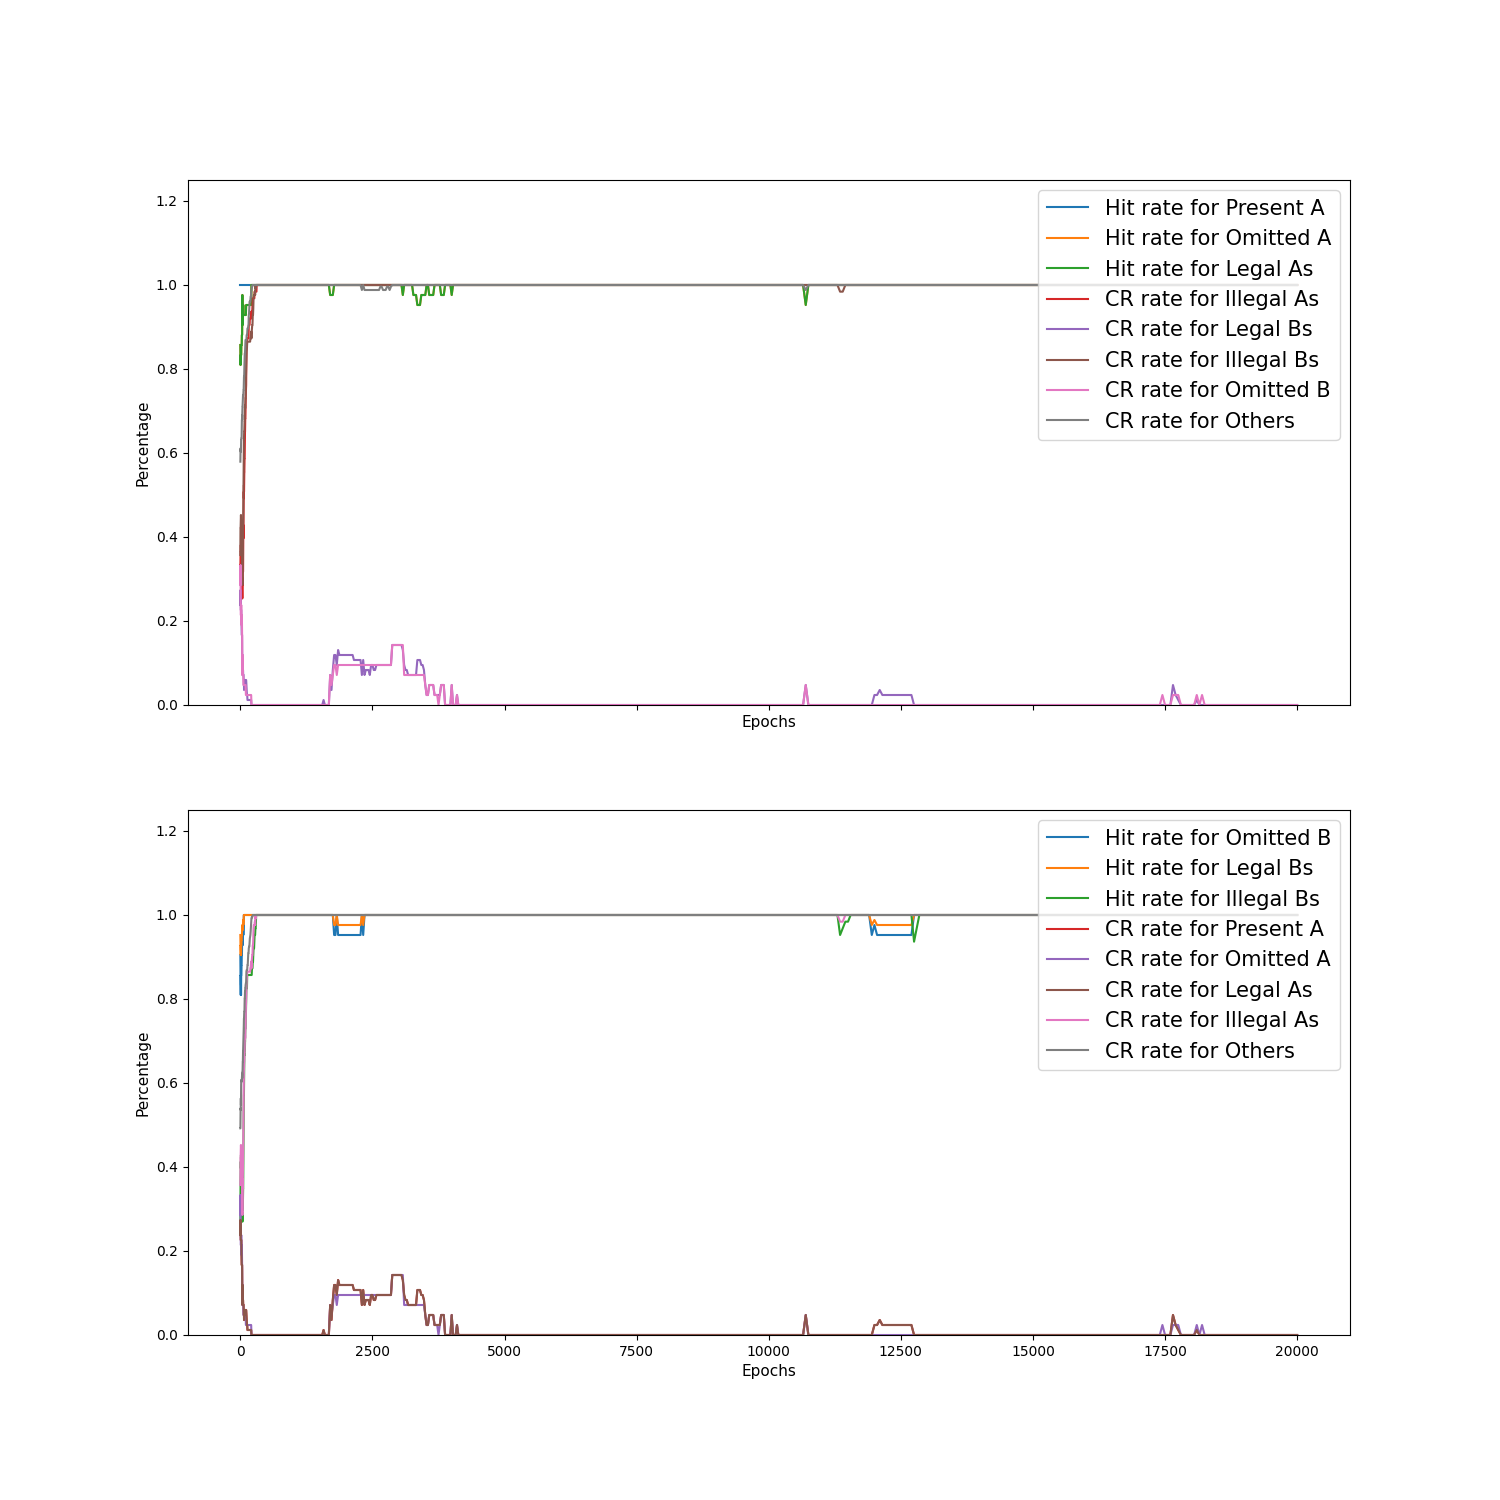 1.2
1.0
0.8
0.6
0.4
0.2
0.0
Percentage
Epochs
Hit rate for Present A
Hit rate for Omitted A
Hit rate for Legal As
CR rate for Illegal As
CR rate for Legal Bs
CR rate for Illegal Bs
CR rate for Omitted B
CR rate for Others
1.2
1.0
0.8
0.6
0.4
0.2
0.0
Percentage
0 2500 5000 7500 10000 12500 15000 17500 20000
Epochs
Hit rate for Omitted B
Hit rate for Legal Bs
Hit rate for Illegal Bs
CR rate for Present A
CR rate for Omitted A
CR rate for Legal As
CR rate for Illegal As
CR rate for Others